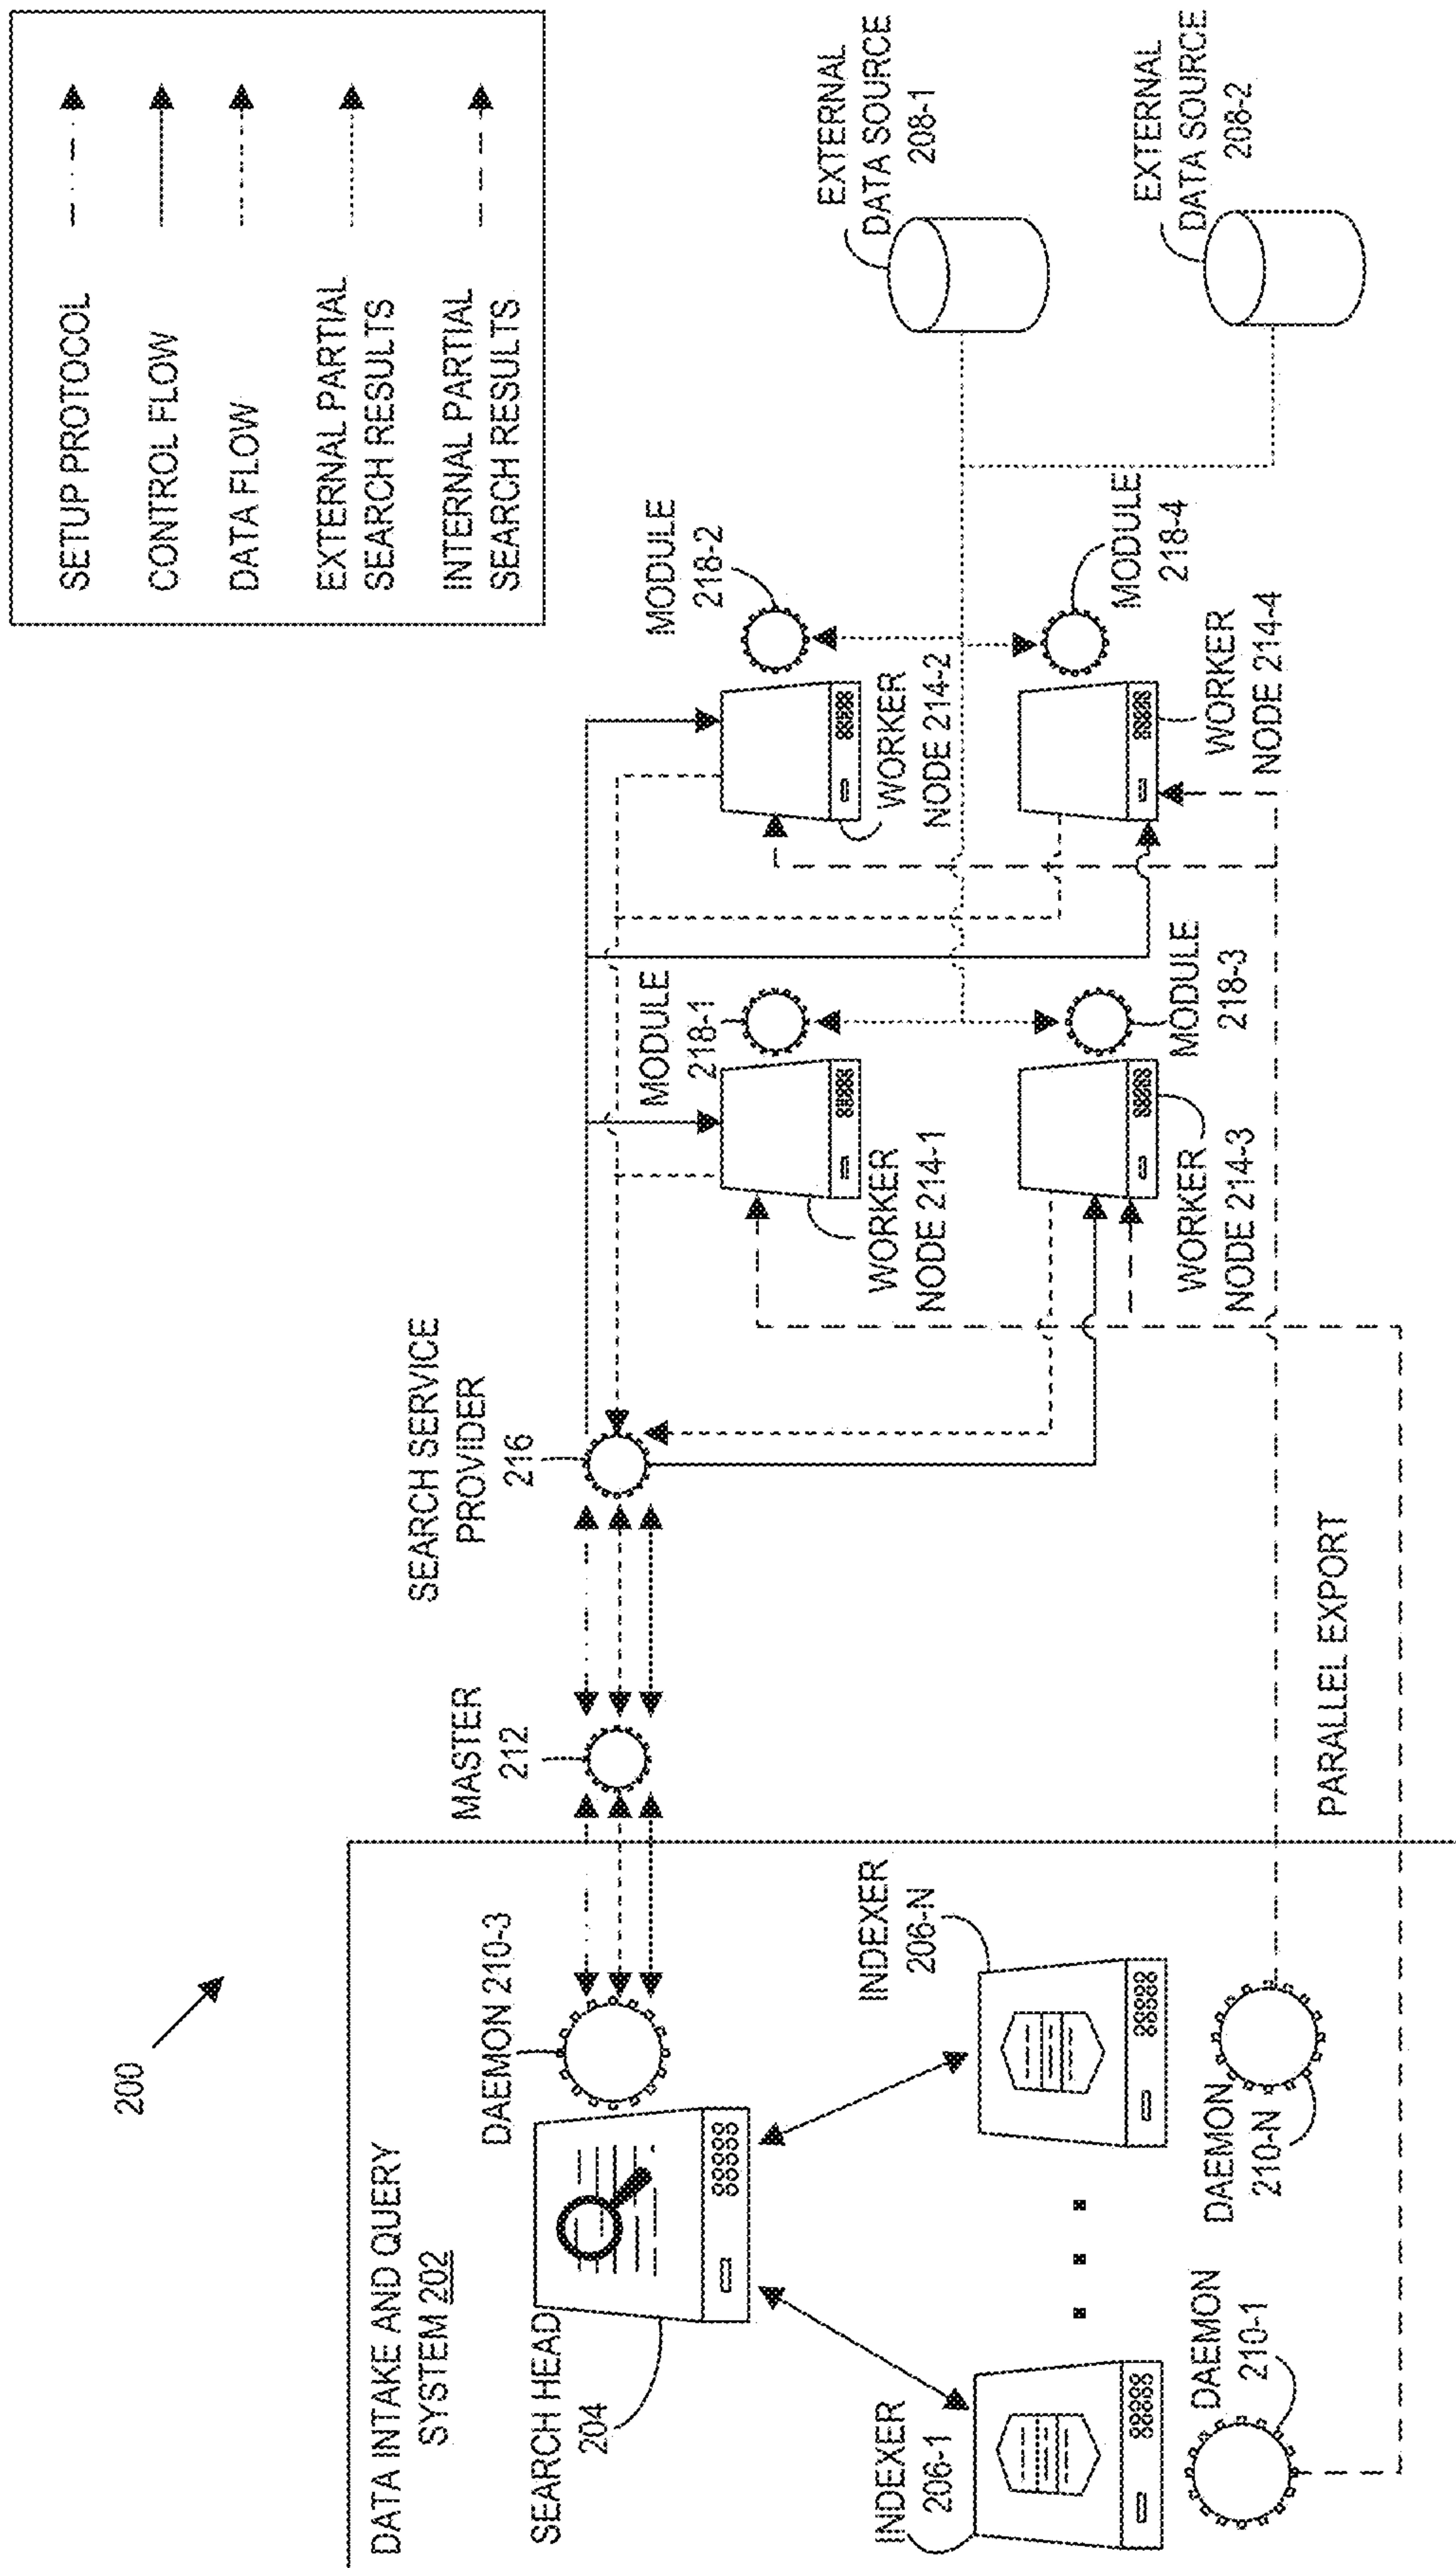 200
DATA INTAKE AND QUERY
SYSTEM 202
SEARCH HEAD
204
DAEMON 210-3
INDEXER
206-1
DAEMON
210-1
INDEXER
206-N
DAEMON
210-N
MASTER
212
SEARCH SERVICE
PROVIDER
216
PARALLEL EXPORT
WORKER
NODE 214-1
MODULE
218-1
WORKER
NODE 214-3
MODULE
218-3
WORKER
NODE 214-2
MODULE
218-2
WORKER
NODE 214-4
MODULE
218-4
EXTERNAL
DATA SOURCE
208-1
EXTERNAL
DATA SOURCE
208-2
SETUP PROTOCOL
CONTROL FLOW
DATA FLOW
EXTERNAL PARTIAL
SEARCH RESULTS
INTERNAL PARTIAL
SEARCH RESULTS